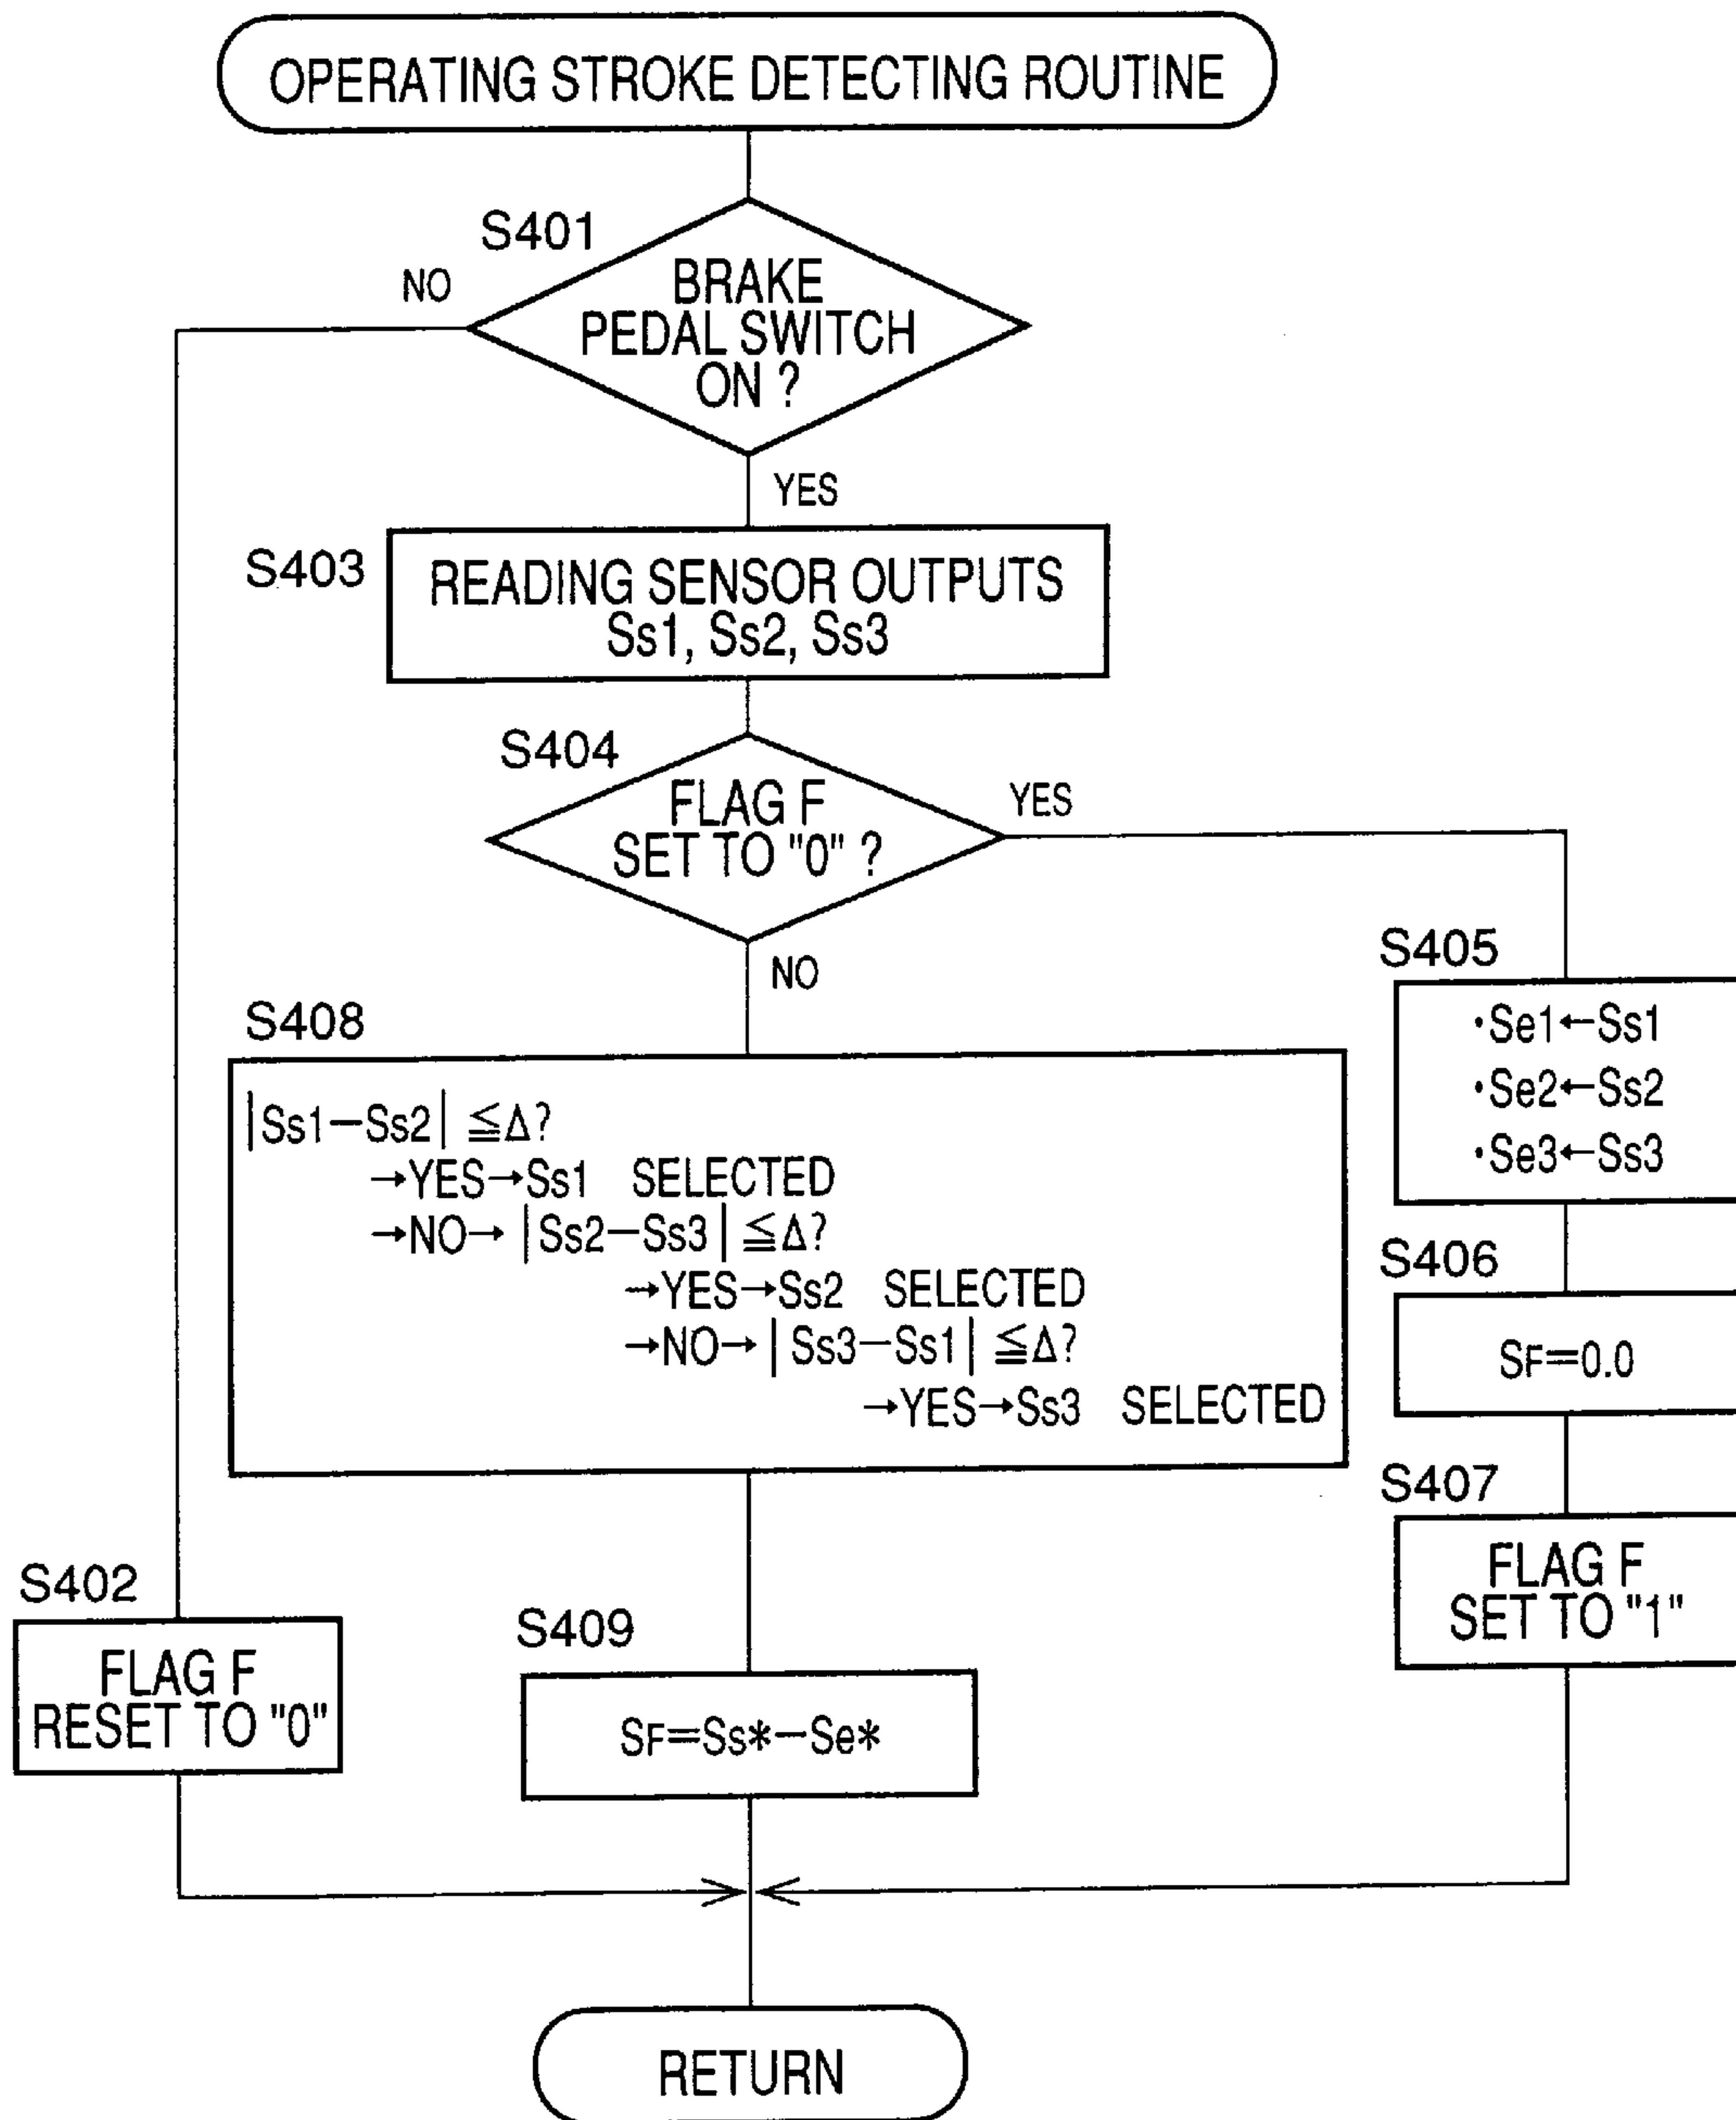 OPERATING STROKE DETECTING ROUTINE
S401
NO
BRAKE
PEDAL SWITCH
ON ?
YES
S403
READING SENSOR OUTPUTS
Ss1, Ss2, Ss3
S404
FLAG F
SET TO "0" ?
YES
NO
S405
·Se1←Ss1
·Se2←Ss2
·Se3←Ss3
S408
|Ss1−Ss2| ≦Δ?
→YES→Ss1 SELECTED
→NO→ |Ss2−Ss3| ≦Δ?
→YES→Ss2 SELECTED
→NO→ |Ss3−Ss1| ≦Δ?
→YES→Ss3 SELECTED
S406
SF=0.0
S407
FLAG F
SET TO "1"
S402
FLAG F
RESET TO "0"
S409
SF=Ss*−Se*
RETURN